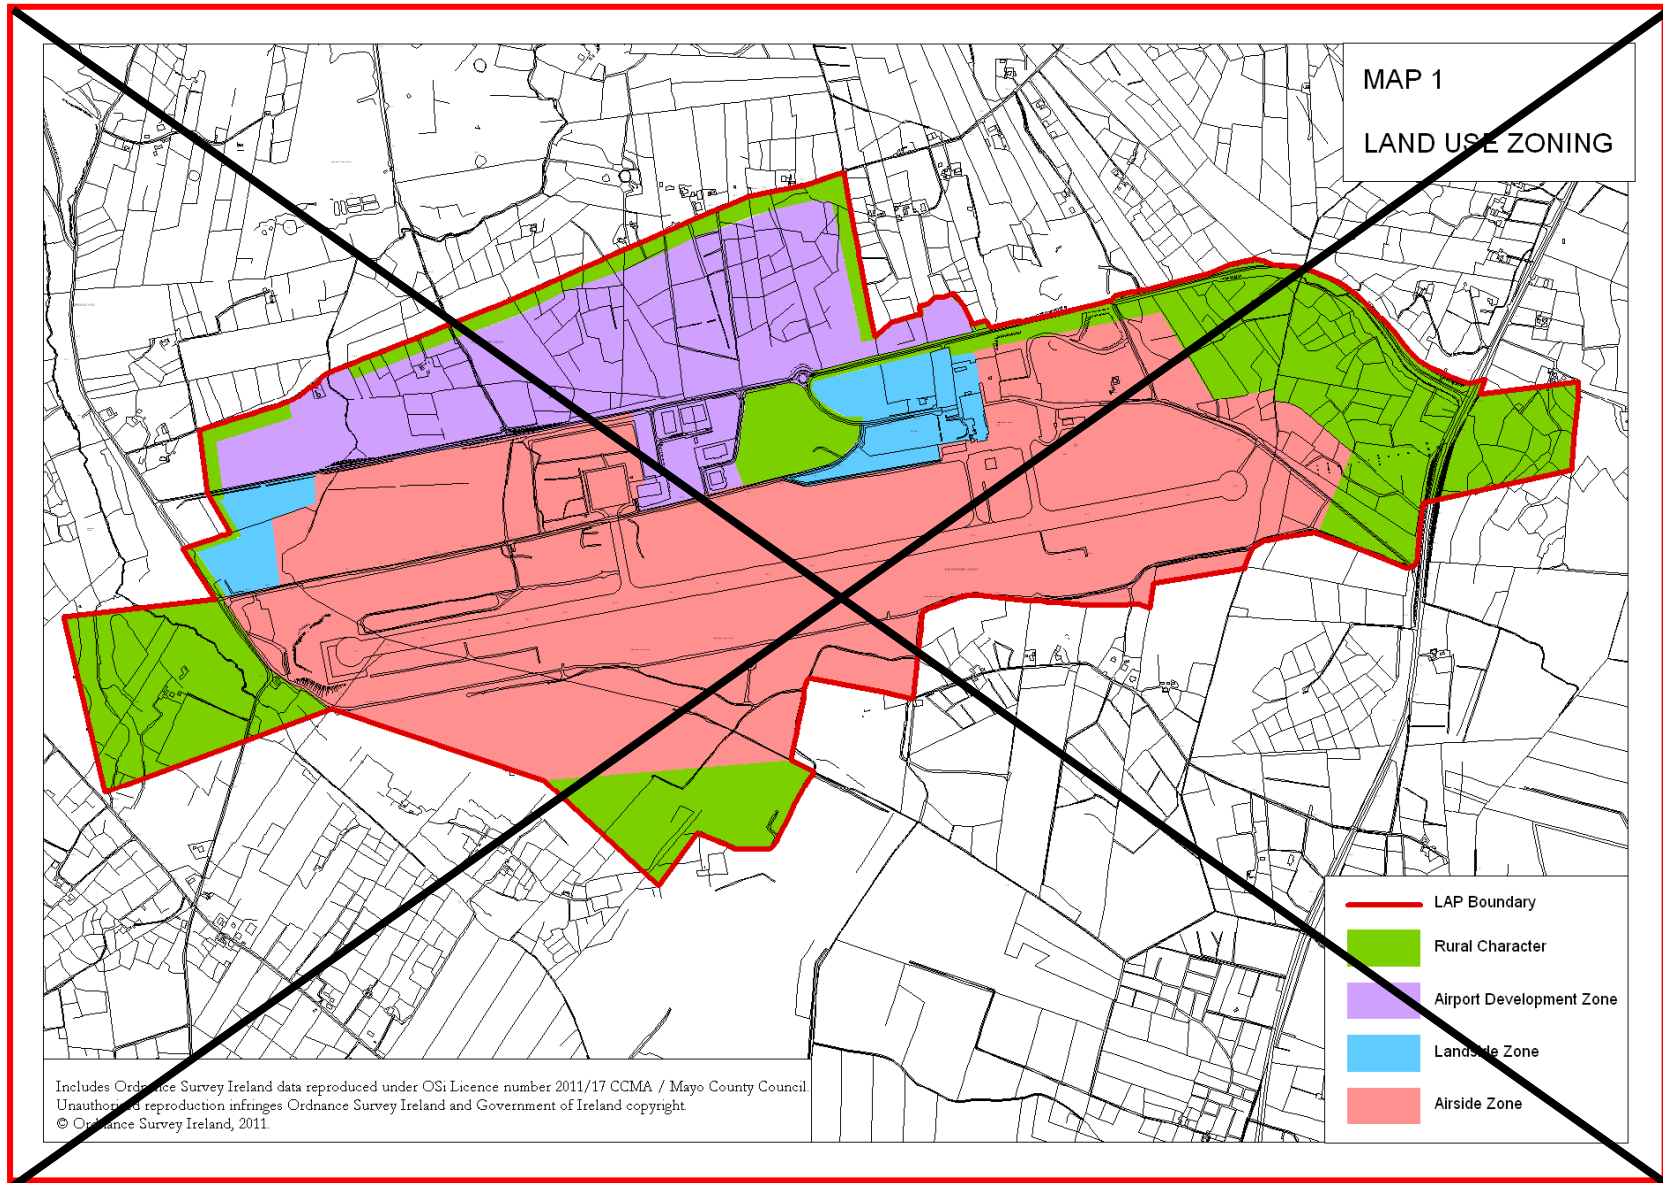 MAP 1
LAND USE ZONING
LAP Boundary
Rural Character
Airport Development Zone
Landside Zone
Airside Zone
Includes Ordnance Survey Ireland data reproduced under OSi Licence number 2011/17 CCMA / Mayo County Council.
Unauthorised reproduction infringes Ordnance Survey Ireland and Government of Ireland copyright.
© Ordnance Survey Ireland, 2011.